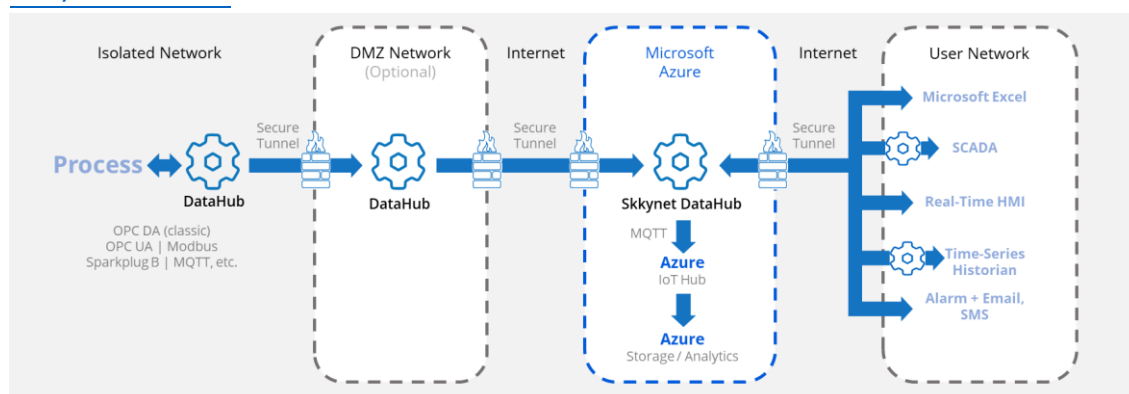 Isolated Network
DMZ Network
(Optional)
Internet
Microsoft
Azure
Internet
User Network
Secure
Tunnel
Secure
Tunnel
Secure
Tunnel
Process
DataHub
DataHub
Skkynet DataHub
OPC DA (classic)
OPC UA | Modbus
Sparkplug B | MQTT, etc.
MQTT
Azure
IoT Hub
Azure
Storage / Analytics
Microsoft Excel
SCADA
Real-Time HMI
Time-Series
Historian
Alarm + Email,
SMS